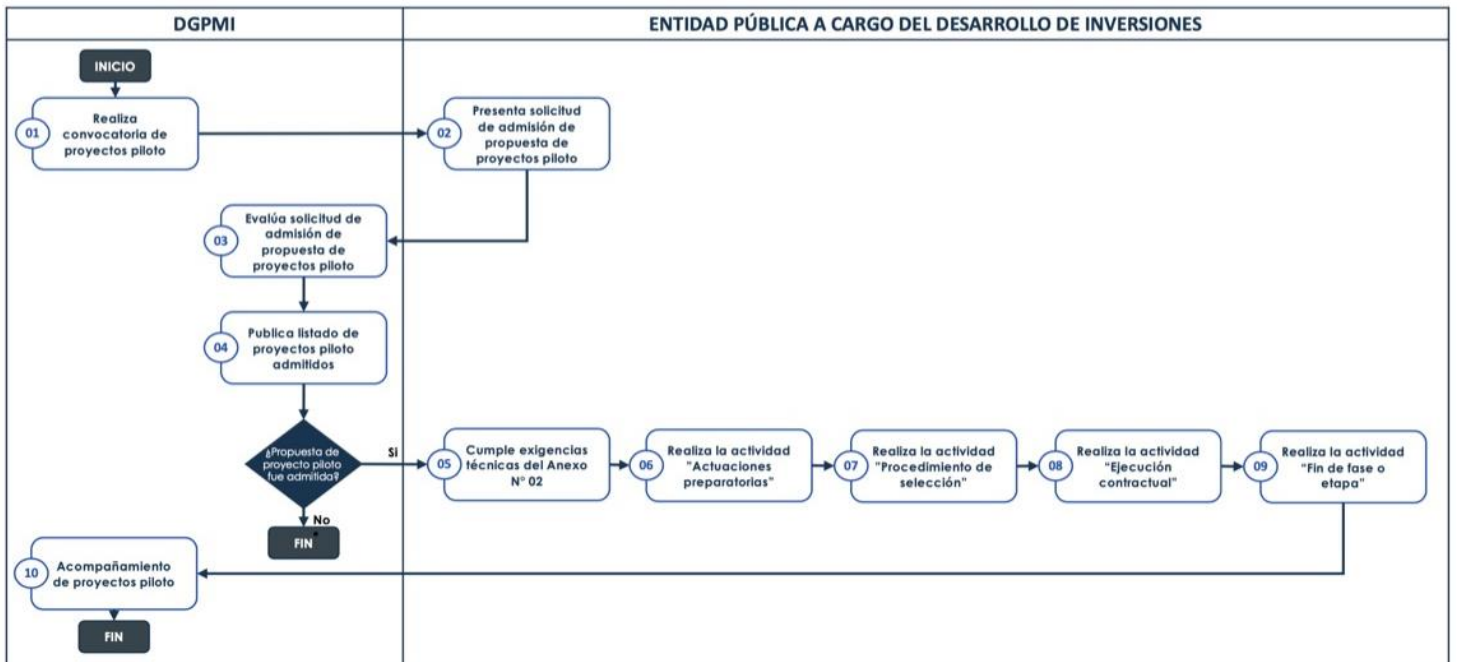 DGPMI
ENTIDAD PÚBLICA A CARGO DEL DESARROLLO DE INVERSIONES
INICIO
01
Realiza
convocatoria de
proyectos piloto
02
Presenta solicitud
de admisión de
propuesta de
proyectos piloto
03
Evalúa solicitud de
admisión de
propuesta de
proyectos piloto
04
Publica listado de
proyectos piloto
admitidos
¿Propuesta de
proyecto piloto
fue admitida?
Si
No
FIN
05
Cumple exigencias
técnicas del Anexo
N° 02
06
Realiza la actividad
"Actuaciones
preparatorias"
07
Realiza la actividad
"Procedimiento de
selección"
08
Realiza la actividad
"Ejecución
contractual"
09
Realiza la actividad
"Fin de fase o
etapa"
10
Acompañamiento
de proyectos piloto
FIN